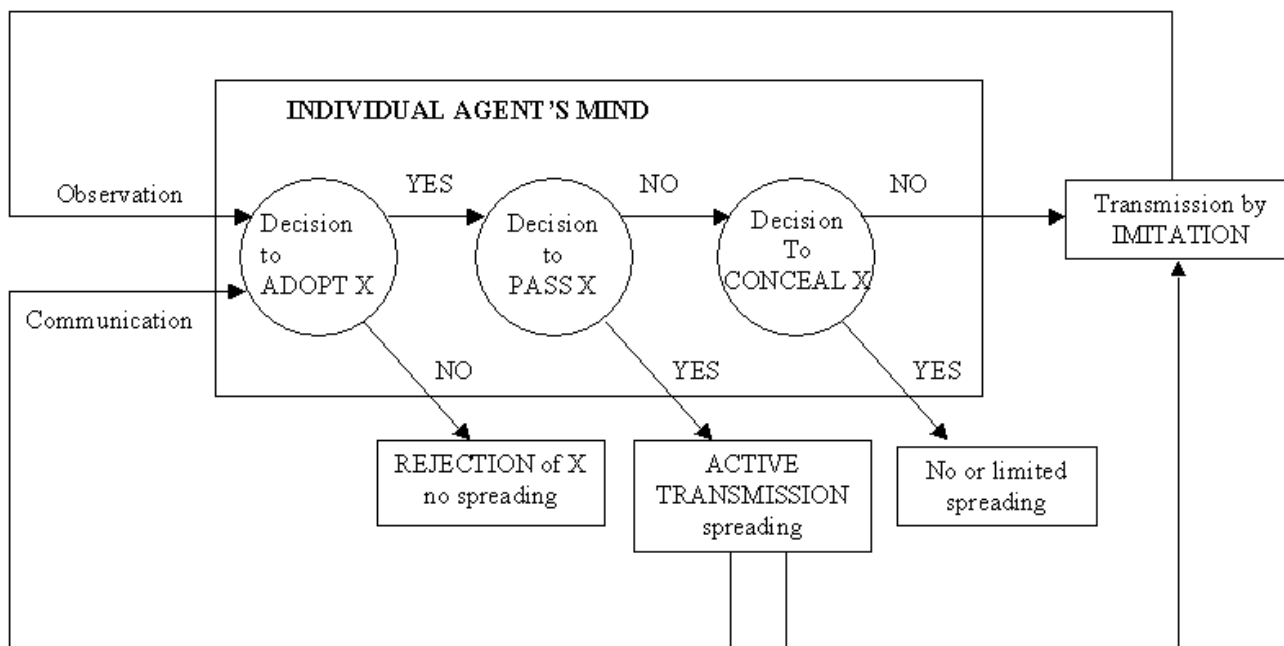 INDIVIDUAL AGENT'S MIND
Observation
Communication
Decision
to
ADOPT X
YES
NO
Decision
to
PASS X
NO
YES
Decision
To
CONCEAL X
NO
YES
Transmission by
IMITATION
REJECTION of X
no spreading
ACTIVE
TRANSMISSION
spreading
No or limited
spreading